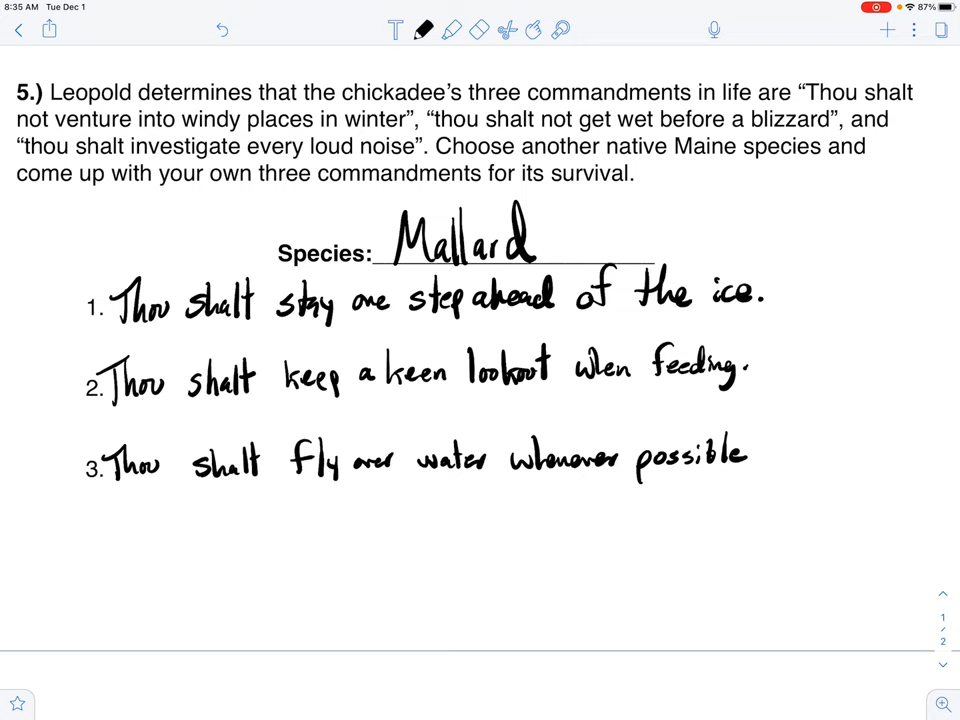 8:35 AM Tue Dec 1
87%
5.) Leopold determines that the chickadee's three commandments in life are “Thou shalt
not venture into windy places in winter”, “thou shalt not get wet before a blizzard”, and
“thou shalt investigate every loud noise”. Choose another native Maine species and
come up with your own three commandments for its survival.
Species: Mallard
1. Thou shalt stay one step ahead of the ice.
2. Thou shalt keep a keen lookout when feeding.
3. Thou shalt fly over water whenever possible
1
2